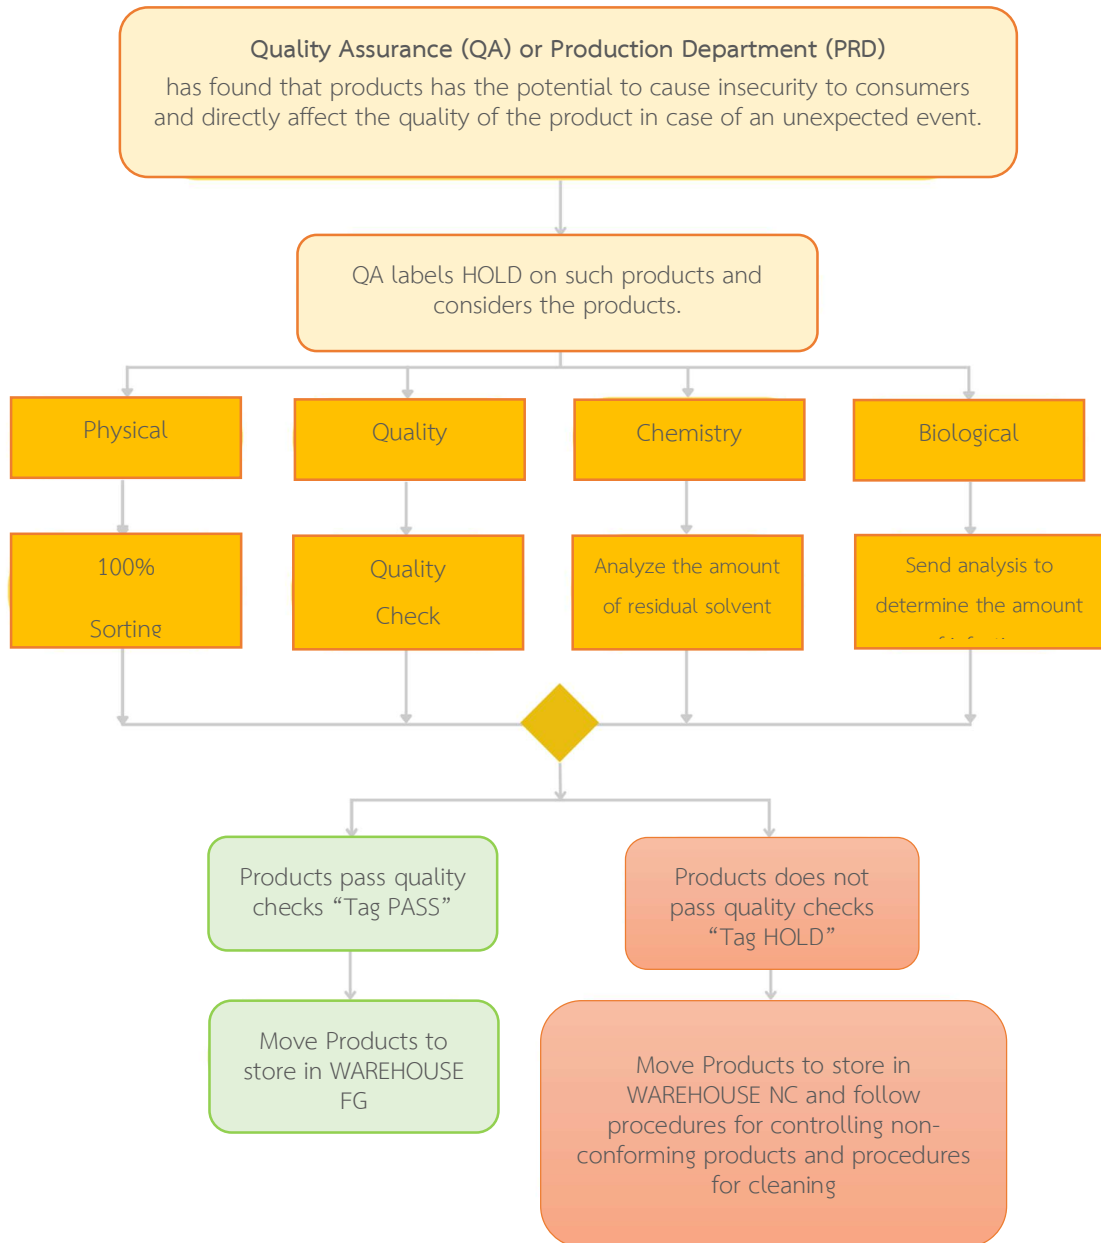 Quality Assurance (QA) or Production Department (PRD)
has found that products has the potential to cause insecurity to consumers
and directly affect the quality of the product in case of an unexpected event.
QA labels HOLD on such products and
considers the products.
Physical
Quality
Chemistry
Biological
100%
Sorting
Quality
Check
Analyze the amount
of residual solvent
Send analysis to
determine the amount
Products pass quality
checks “Tag PASS”
Products does not
pass quality checks
“Tag HOLD”
Move Products to
store in WAREHOUSE
FG
Move Products to store in
WAREHOUSE NC and follow
procedures for controlling non-
conforming products and procedures
for cleaning